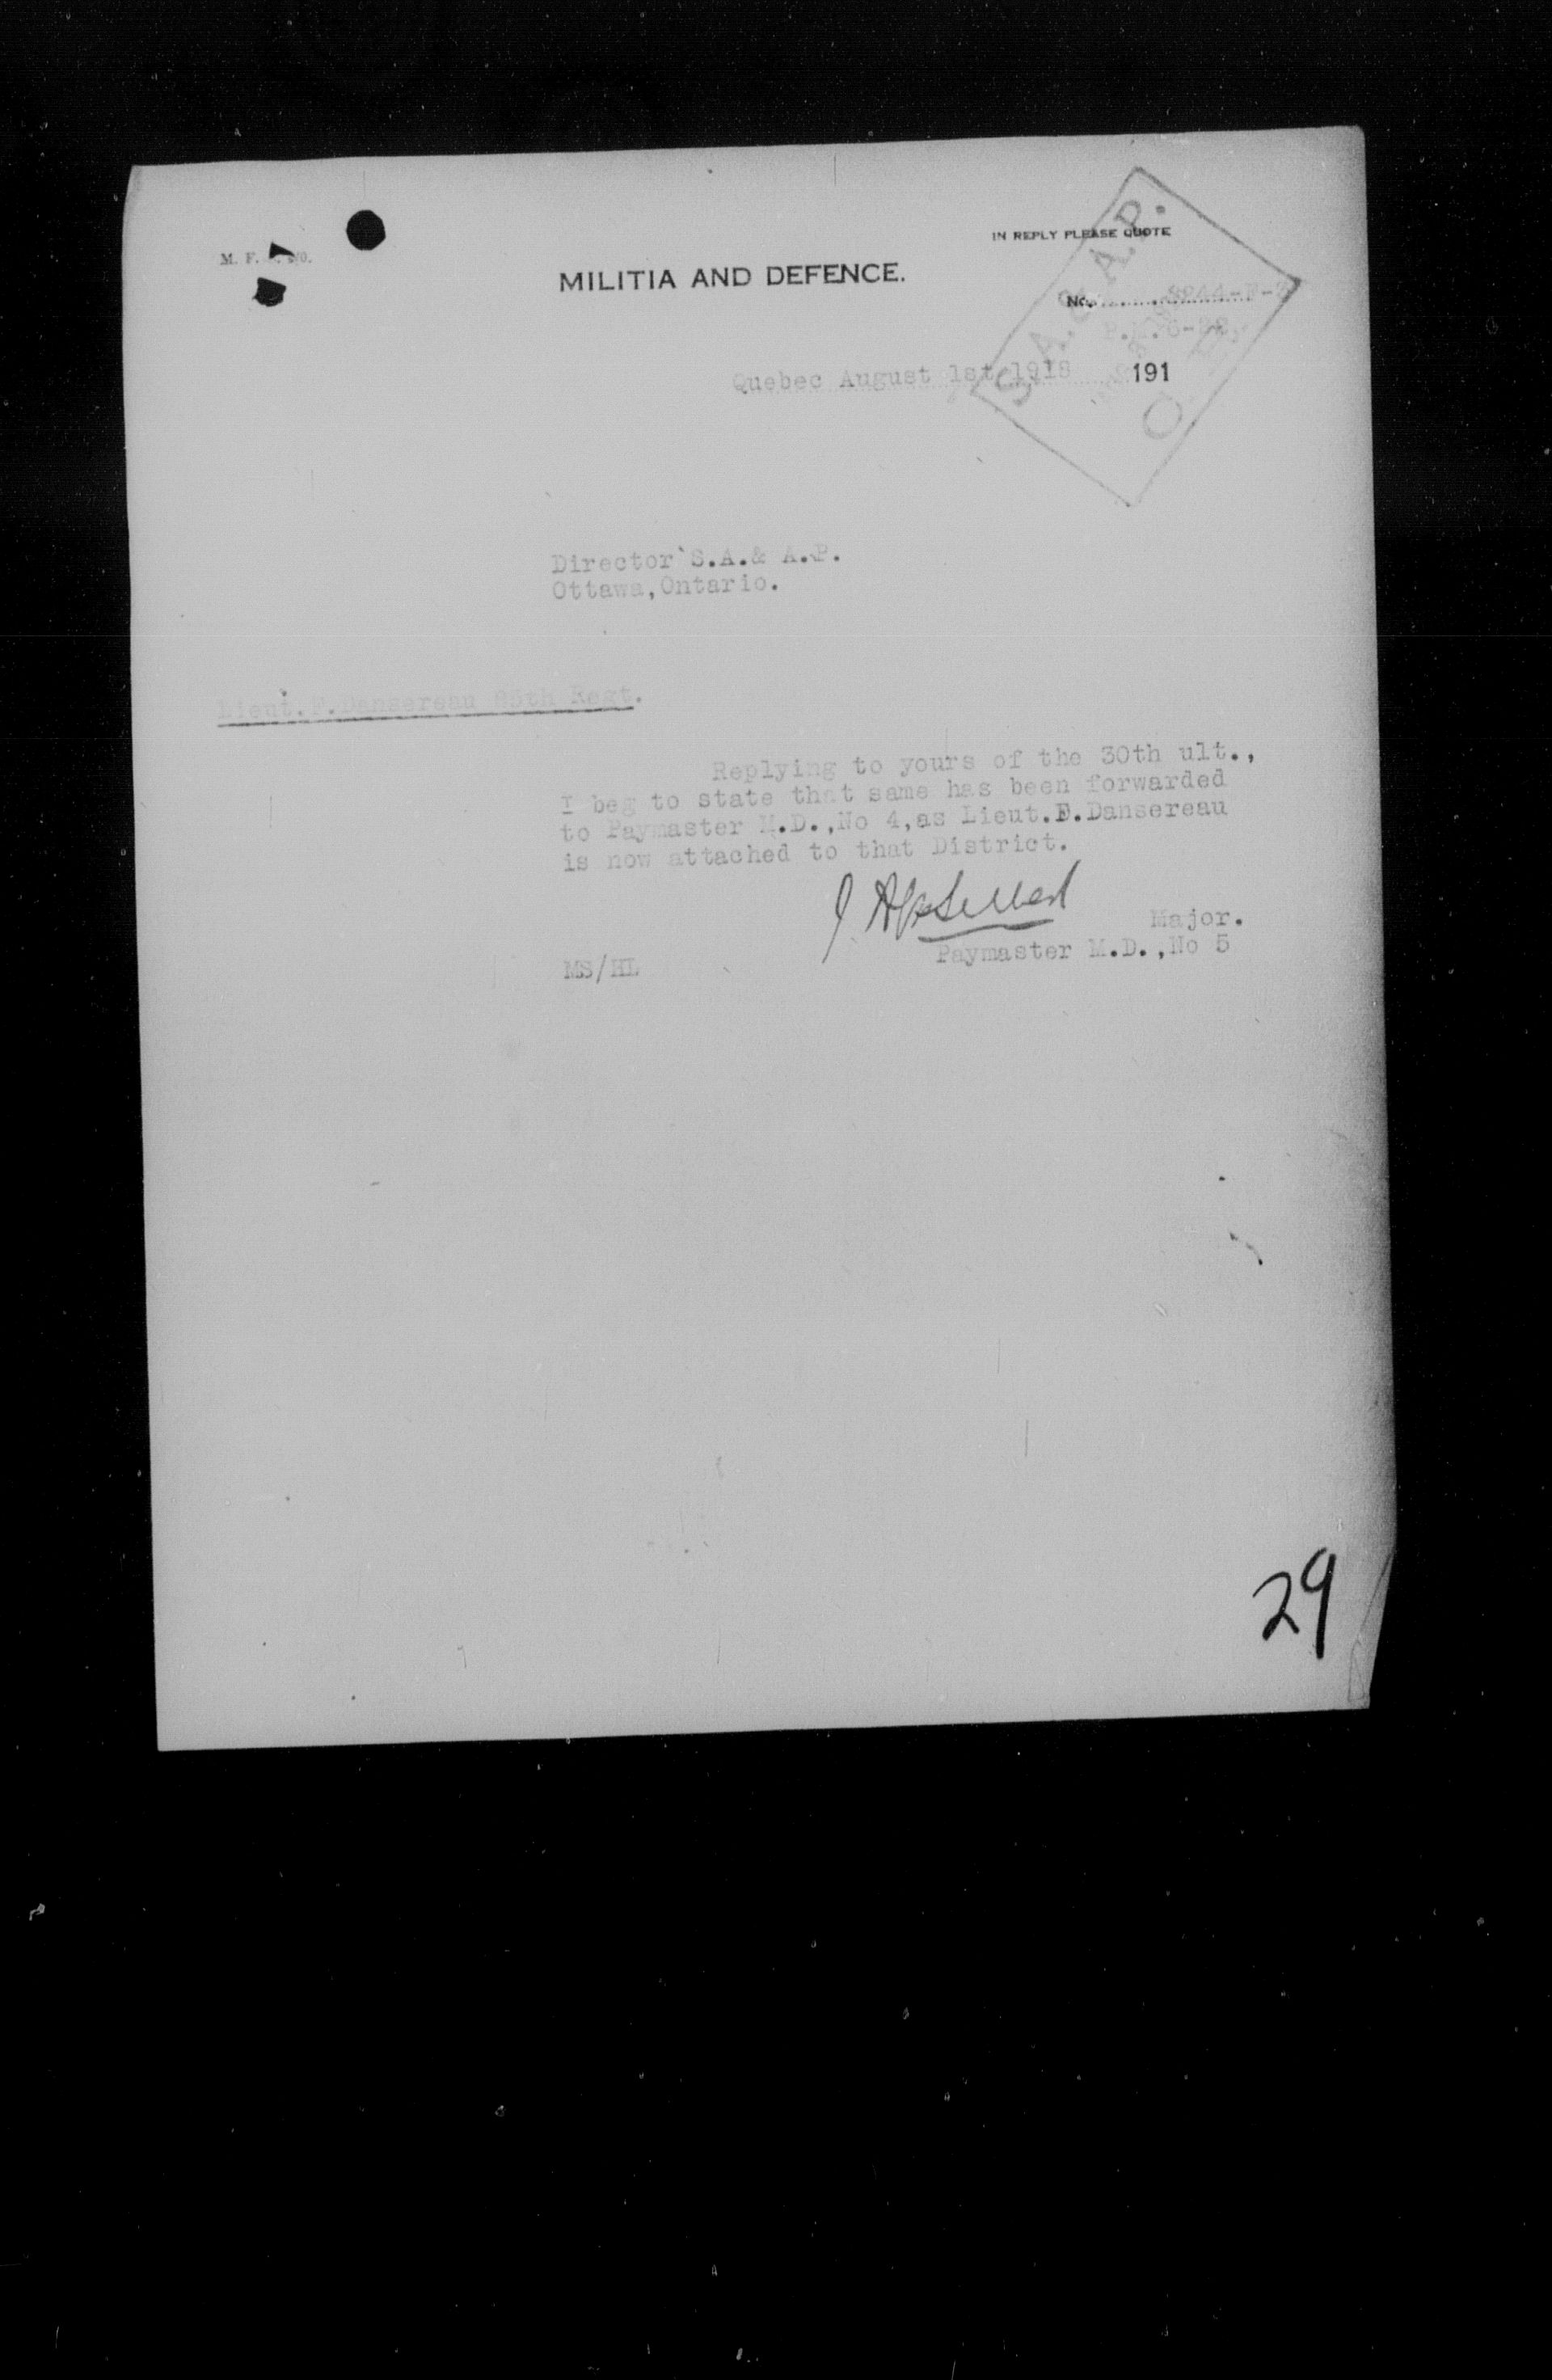 M. F.
IN REPLY PLEASE QUOTE
MILITIA AND DEFENCE.
No. 8244-F-
S. A. & A. P.
Quebec August 1st 1918 191
Director S.A.& A.P.
Ottawa,Ontario.
Lieut.F.Dansereau 85th Regt.
Replying to yours of the 30th ult.,
I beg to state that same has been forwarded
to Paymaster M.D.,No 4,as Lieut.F.Dansereau
is now attached to that District.
Major.
Paymaster M.D.,No 5
MS/HL
29